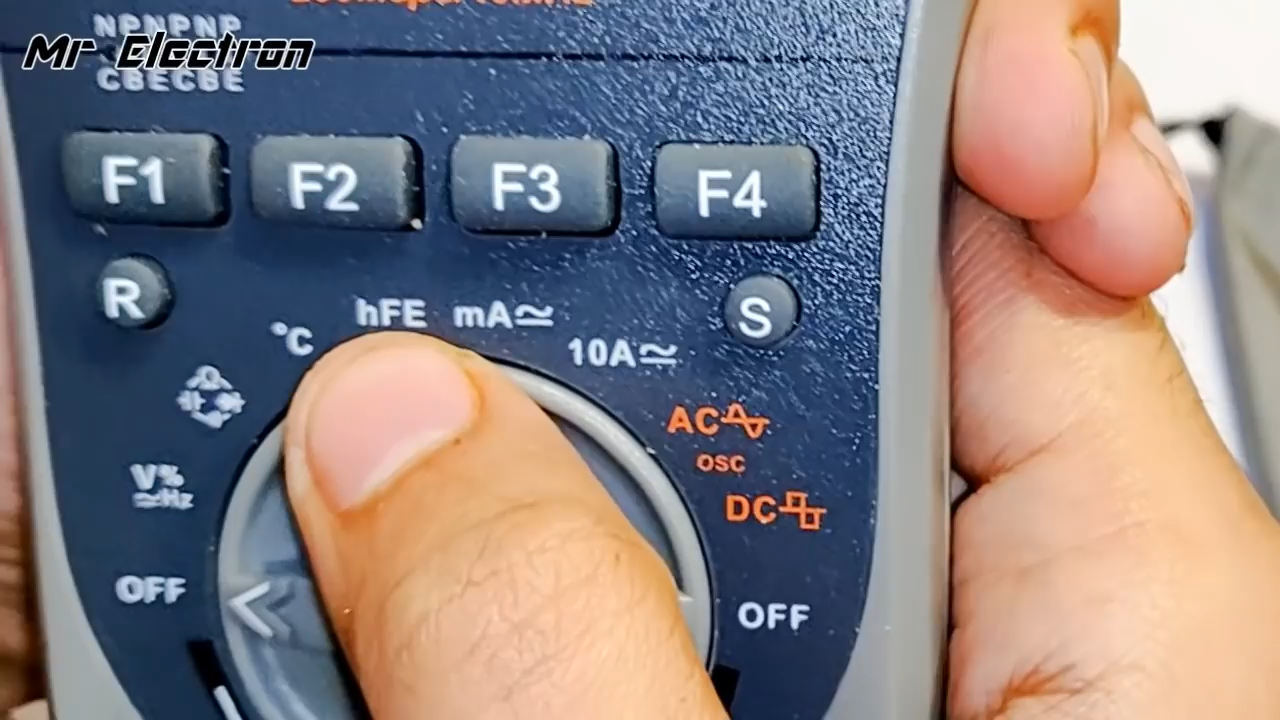 NPNPNP
Mr Electron
CBECBE
F1 F2 F3 F4
R
S
hFE mA
°C
10A
AC
OSC
DC
V%
Hz
OFF
OFF